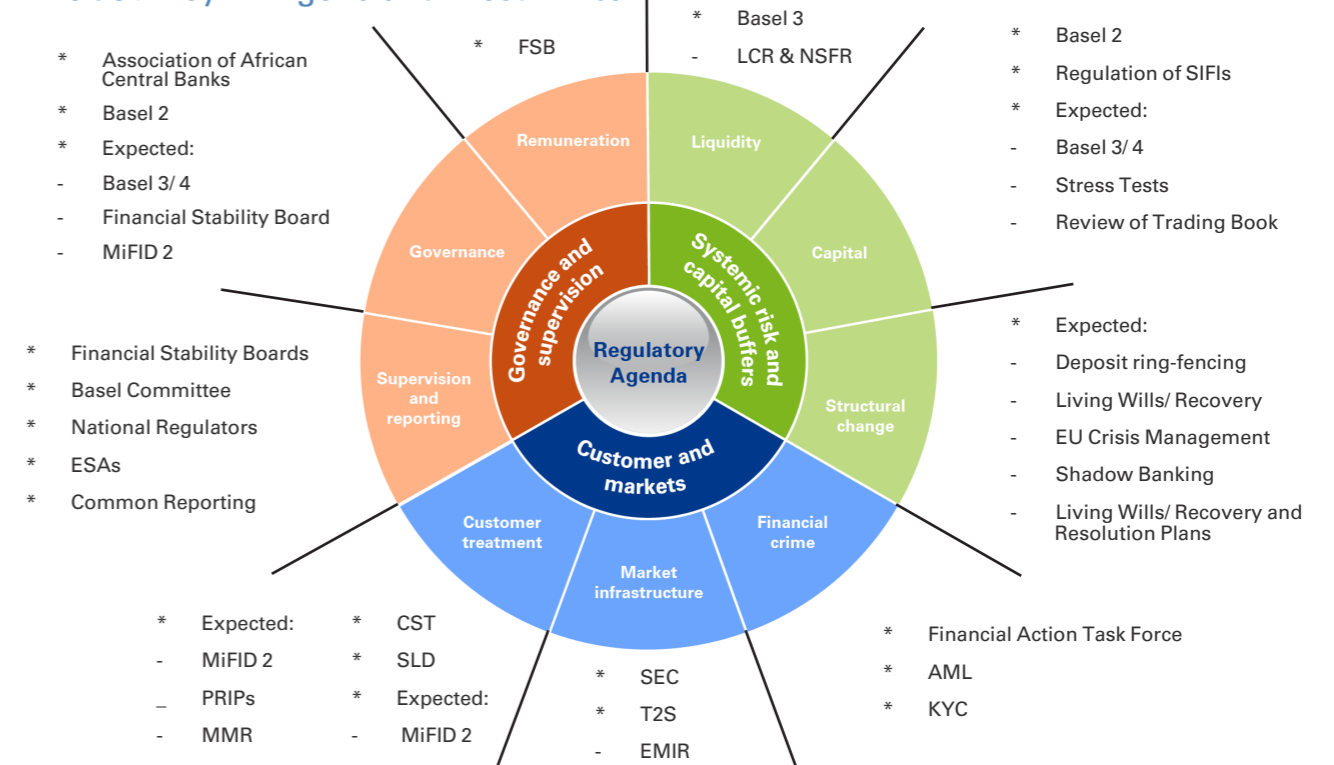 * Basel 3
- LCR & NSFR
* FSB
* Association of African
Central Banks
* Basel 2
* Expected:
- Basel 3/ 4
- Financial Stability Board
- MiFID 2
* Basel 2
* Regulation of SIFIs
* Expected:
- Basel 3/ 4
- Stress Tests
- Review of Trading Book
Remuneration
Liquidity
Governance
Capital
Supervision
and
reporting
Structural
change
Customer
treatment
Market
infrastructure
Financial
crime
Governance and
supervision
Systemic risk and
capital buffers
Customer and
markets
Regulatory
Agenda
* Financial Stability Boards
* Basel Committee
* National Regulators
* ESAs
* Common Reporting
* Expected:
- Deposit ring-fencing
- Living Wills/ Recovery
- EU Crisis Management
- Shadow Banking
- Living Wills/ Recovery and
Resolution Plans
* Expected:
- MiFID 2
_ PRIPs
- MMR
* CST
* SLD
* Expected:
- MiFID 2
* SEC
* T2S
- EMIR
* Financial Action Task Force
* AML
* KYC